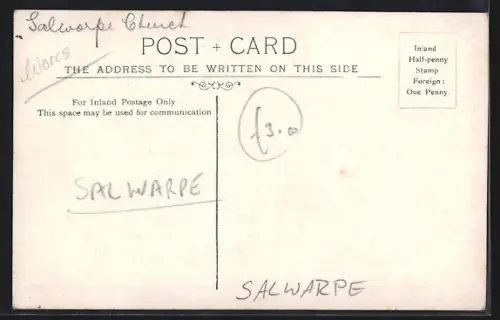 Salwarpe Church
Worcs
POST + CARD
THE ADDRESS TO BE WRITTEN ON THIS SIDE
For Inland Postage Only
This space may be used for communication
Inland
Half-penny
Stamp
Foreign:
One Penny.
£3.00
SALWARPE
SALWARPE